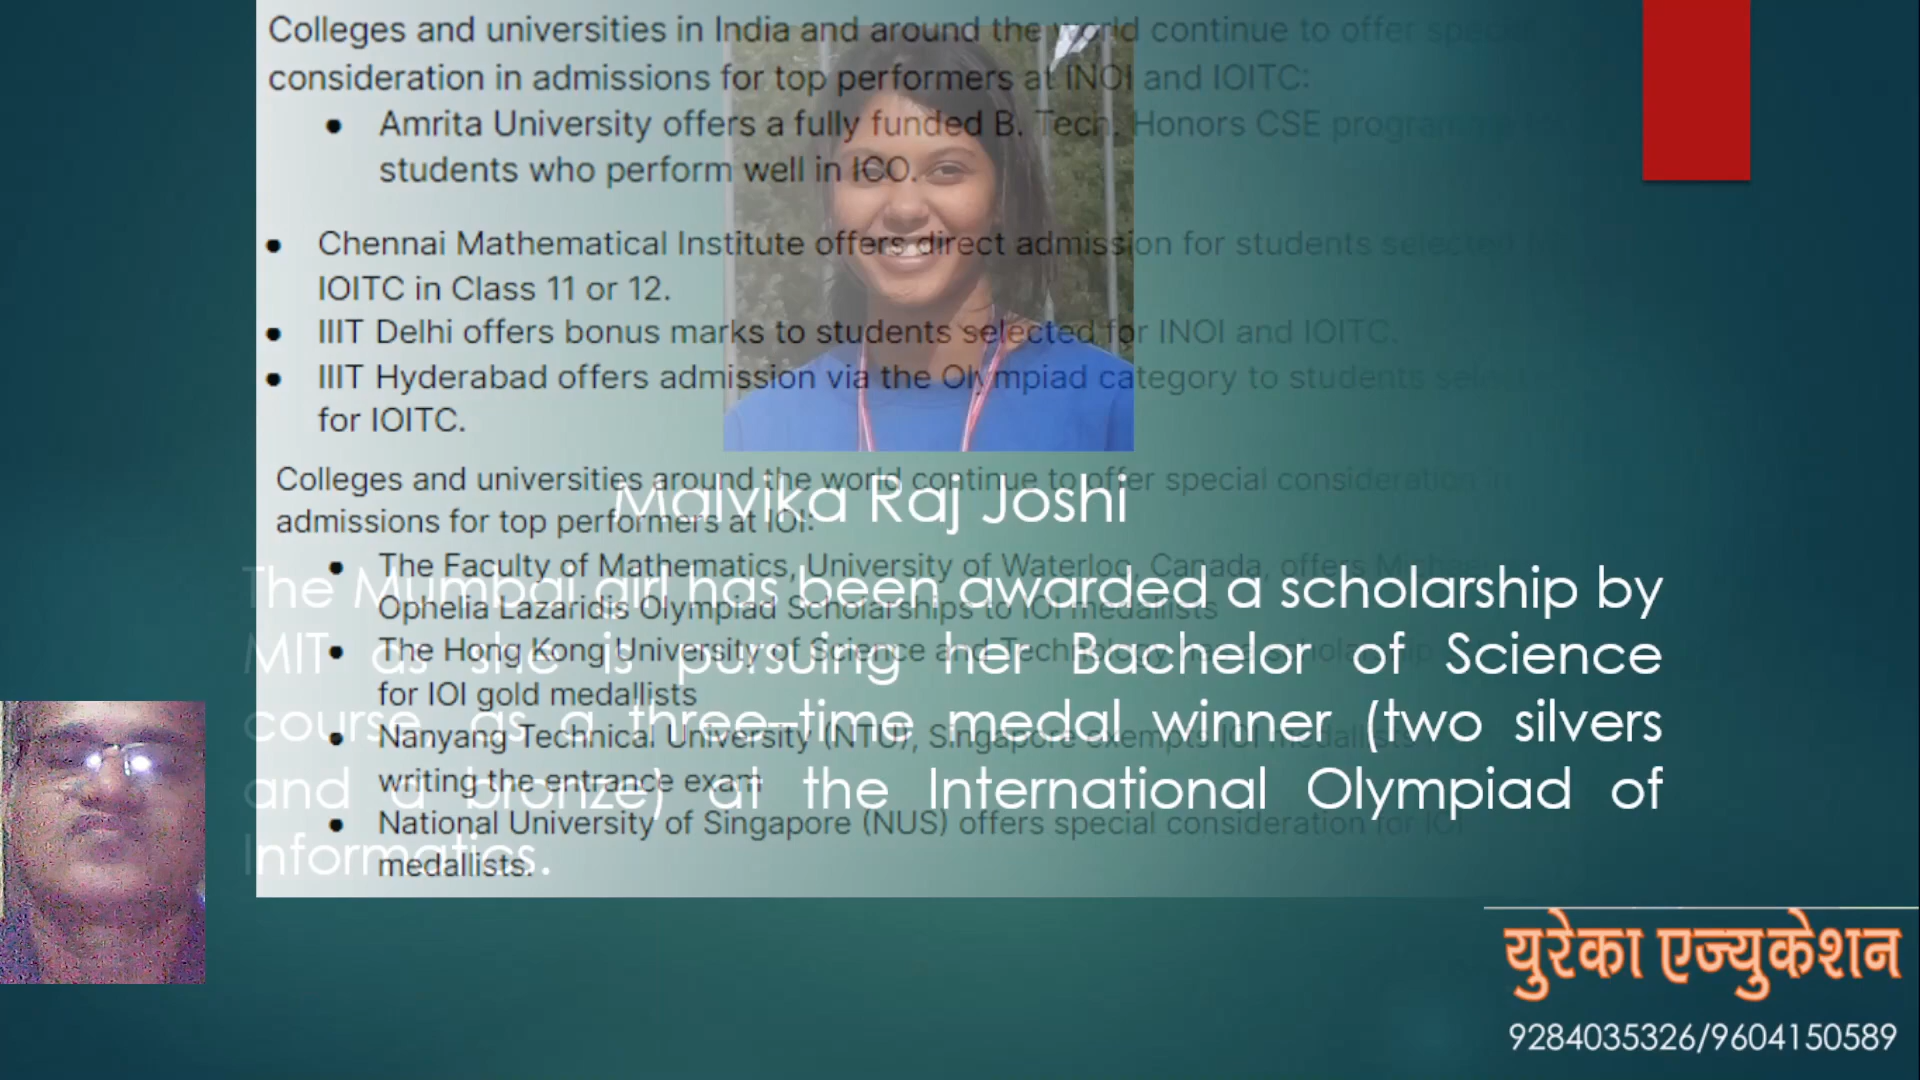 Colleges and universities in India and around the world continue to offer special
consideration in admissions for top performers at INOI and IOITC:
● Amrita University offers a fully funded B. Tech. Honors CSE programme
students who perform well in ICO.
● Chennai Mathematical Institute offers direct admission for students selected
IOITC in Class 11 or 12.
● IIIT Delhi offers bonus marks to students selected for INOI and IOITC.
● IIIT Hyderabad offers admission via the Olympiad category to students selected
for IOITC.
Colleges and universities around the world continue to offer special consideration in
admissions for top performers at IOI:
● The Faculty of Mathematics, University of Waterloo, Canada, offers
Ophelia Lazaridis Olympiad Scholarships to IOI medallists
● The Hong Kong University of Science and Technology has a scholarship
for IOI gold medallists
● Nanyang Technical University (NTU), Singapore exempts IOI medallists
writing the entrance exam
● National University of Singapore (NUS) offers special consideration for IOI
medallists.
Malvika Raj Joshi
The Mumbai girl has been awarded a scholarship by
MIT as she is pursuing her Bachelor of Science
course, as a three–time medal winner (two silvers
and a bronze) at the International Olympiad of
Informatics.
युरेका एज्युकेशन
9284035326/9604150589